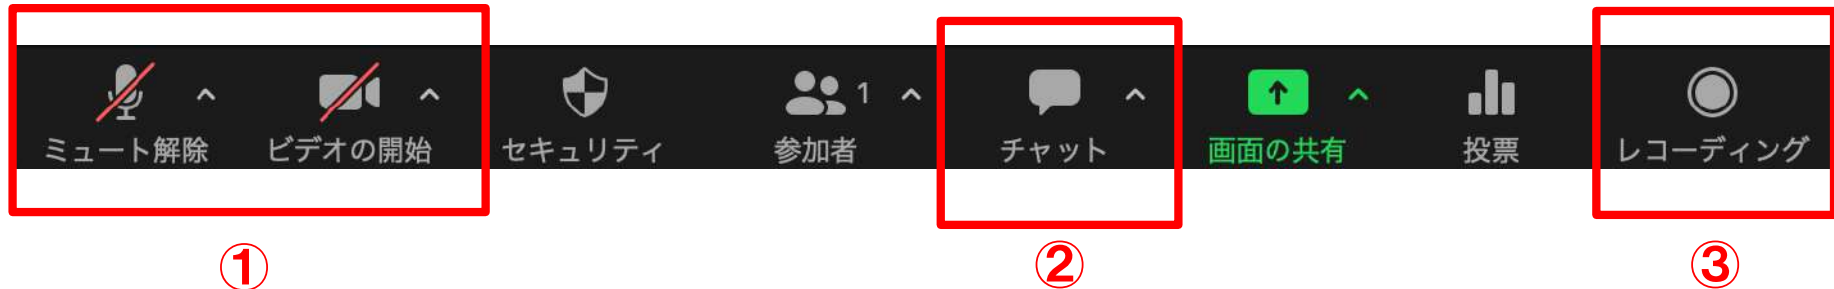 1
ミュート解除 ビデオの開始 セキュリティ 参加者 チャット 画面の共有 投票 レコーディング
① ② ③